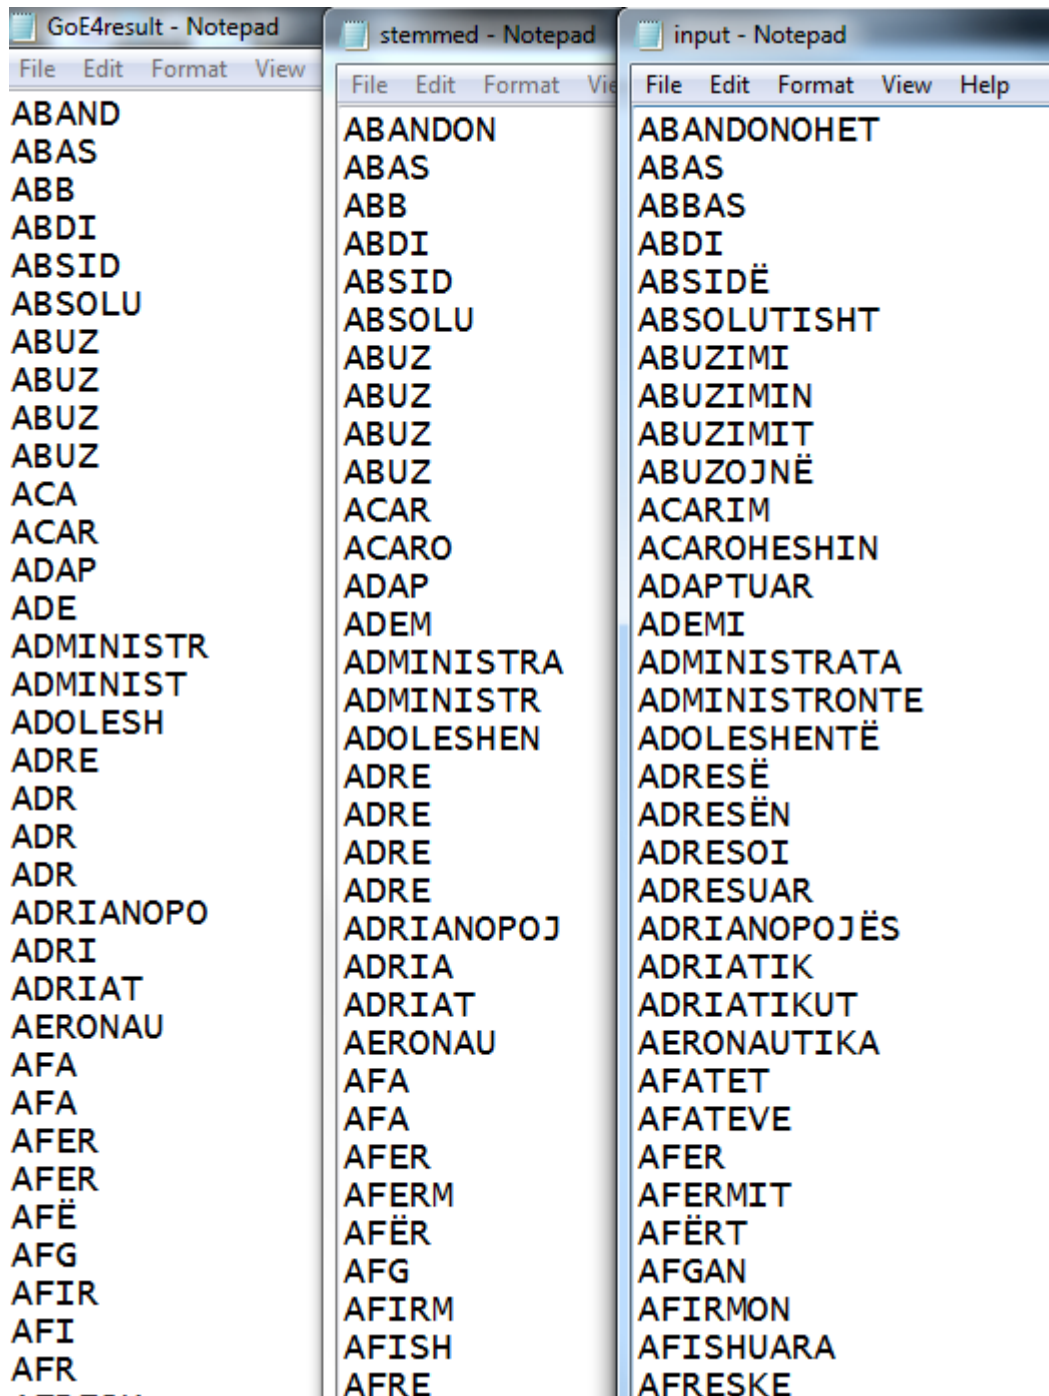 GoE4result - Notepad
File Edit Format View
ABAND
ABAS
ABB
ABDI
ABSID
ABSOLU
ABUZ
ABUZ
ABUZ
ABUZ
ACA
ACAR
ADAP
ADE
ADMINISTR
ADMINIST
ADOLESH
ADRE
ADR
ADR
ADR
ADRIANOPO
ADRI
ADRIAT
AERONAU
AFA
AFA
AFER
AFER
AFË
AFG
AFIR
AFI
AFR
stemmed - Notepad
File Edit Format Vie
ABANDON
ABAS
ABB
ABDI
ABSID
ABSOLU
ABUZ
ABUZ
ABUZ
ABUZ
ACAR
ACARO
ADAP
ADEM
ADMINISTRA
ADMINISTR
ADOLESHEN
ADRE
ADRE
ADRE
ADRE
ADRIANOPOJ
ADRIA
ADRIAT
AERONAU
AFA
AFA
AFER
AFERM
AFËR
AFG
AFIRM
AFISH
AFRE
input - Notepad
File Edit Format View Help
ABANDONOHET
ABAS
ABBAS
ABDI
ABSIDË
ABSOLUTISHT
ABUZIMI
ABUZIMIN
ABUZIMIT
ABUZOJNË
ACARIM
ACAROHESHIN
ADAPTUAR
ADEMI
ADMINISTRATA
ADMINISTRONTE
ADOLESHENTË
ADRESË
ADRESËN
ADRESOI
ADRESUAR
ADRIANOPOJËS
ADRIATIK
ADRIATIKUT
AERONAUTIKA
AFATET
AFATEVE
AFER
AFERMIT
AFËRT
AFGAN
AFIRMON
AFISHUARA
AFRESKE